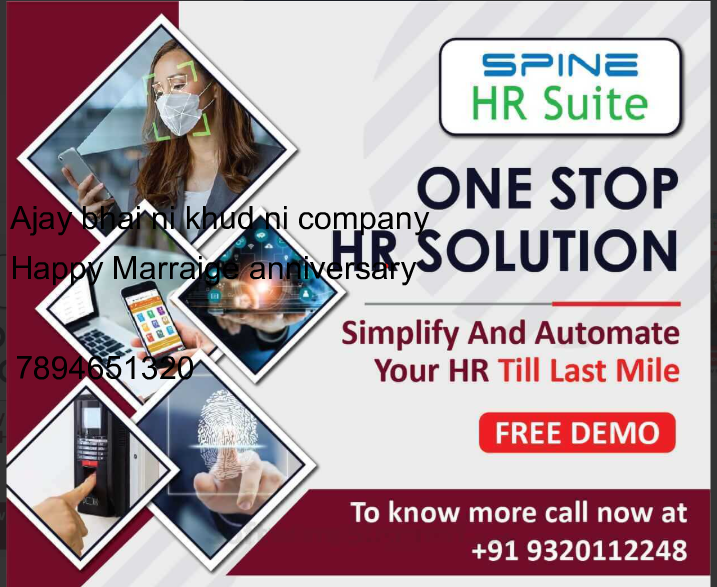 SPINE
HR Suite
ONE STOP
HR SOLUTION
Ajay bhai ni khud ni company
Happy Marraige anniversary
7894651320
Simplify And Automate
Your HR Till Last Mile
FREE DEMO
To know more call now at
+91 9320112248